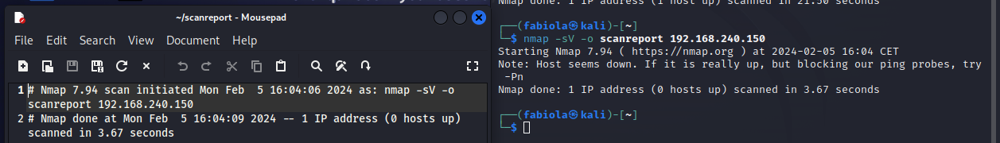 ~/scanreport - Mousepad
File Edit Search View Document Help
1 # Nmap 7.94 scan initiated Mon Feb  5 16:04:06 2024 as: nmap -sV -o
scanreport 192.168.240.150
2 # Nmap done at Mon Feb  5 16:04:09 2024 -- 1 IP address (0 hosts up)
scanned in 3.67 seconds
Nmap done: 1 IP address (1 host up) scanned in 21.50 seconds
┌──(fabiola㉿kali)-[~]
└─$ nmap -sV -o scanreport 192.168.240.150
Starting Nmap 7.94 ( https://nmap.org ) at 2024-02-05 16:04 CET
Note: Host seems down. If it is really up, but blocking our ping probes, try
-Pn
Nmap done: 1 IP address (0 hosts up) scanned in 3.67 seconds
┌──(fabiola㉿kali)-[~]
└─$